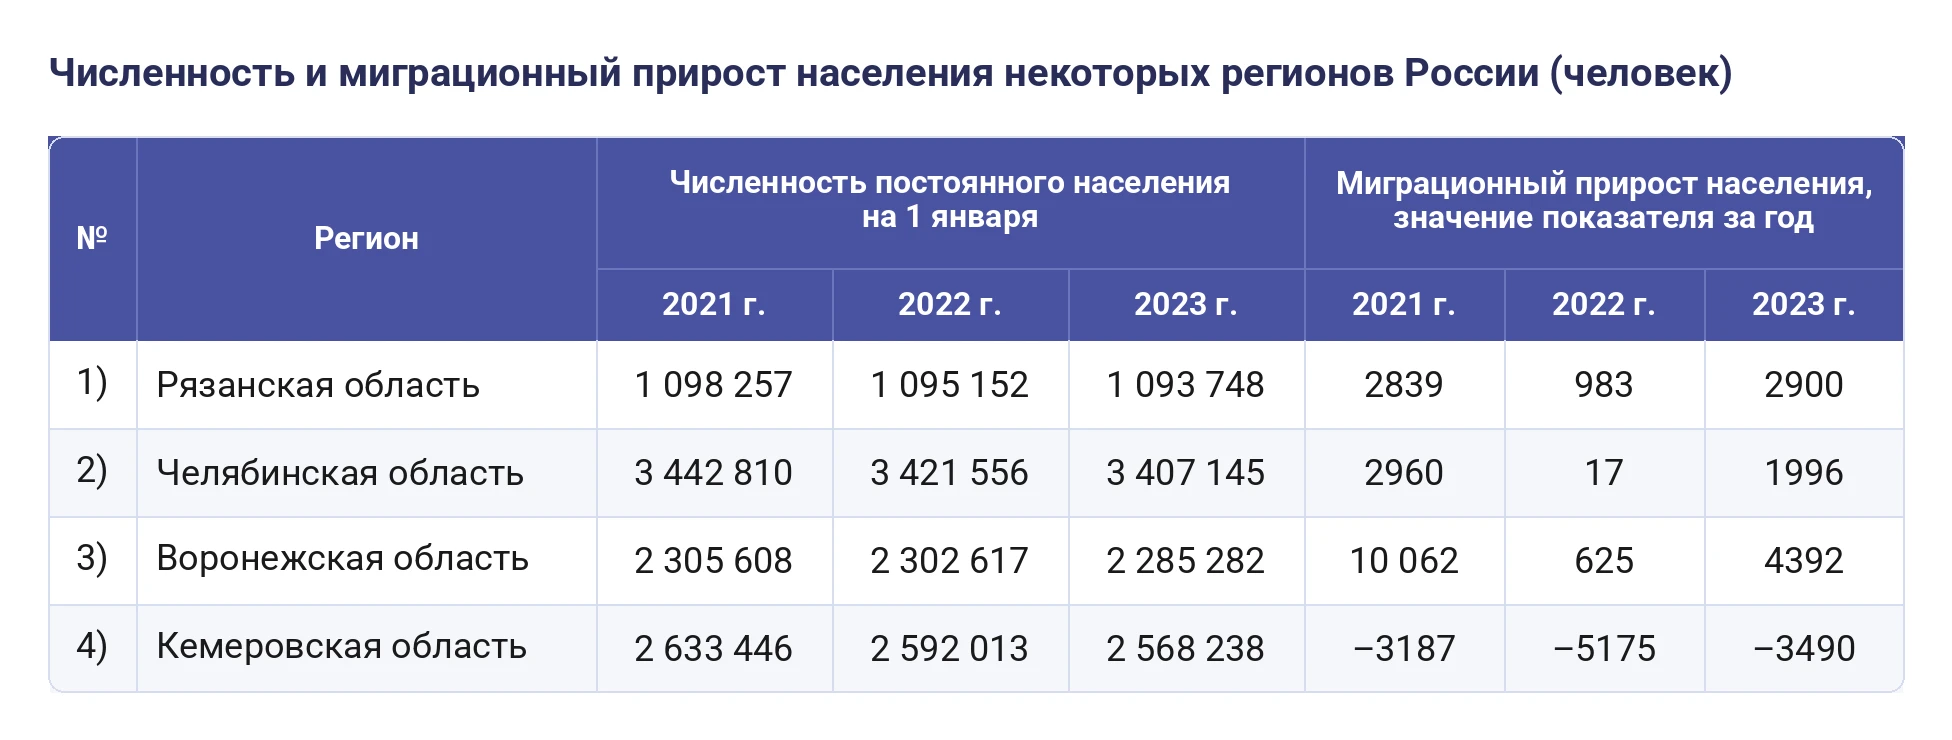 Численность и миграционный прирост населения некоторых регионов России (человек)
№ Регион
Численность постоянного населения
на 1 января
Миграционный прирост населения,
значение показателя за год
2021 г. 2022 г. 2023 г. 2021 г. 2022 г. 2023 г.
1) Рязанская область 1 098 257 1 095 152 1 093 748 2839 983 2900
2) Челябинская область 3 442 810 3 421 556 3 407 145 2960 17 1996
3) Воронежская область 2 305 608 2 302 617 2 285 282 10 062 625 4392
4) Кемеровская область 2 633 446 2 592 013 2 568 238 –3187 –5175 –3490